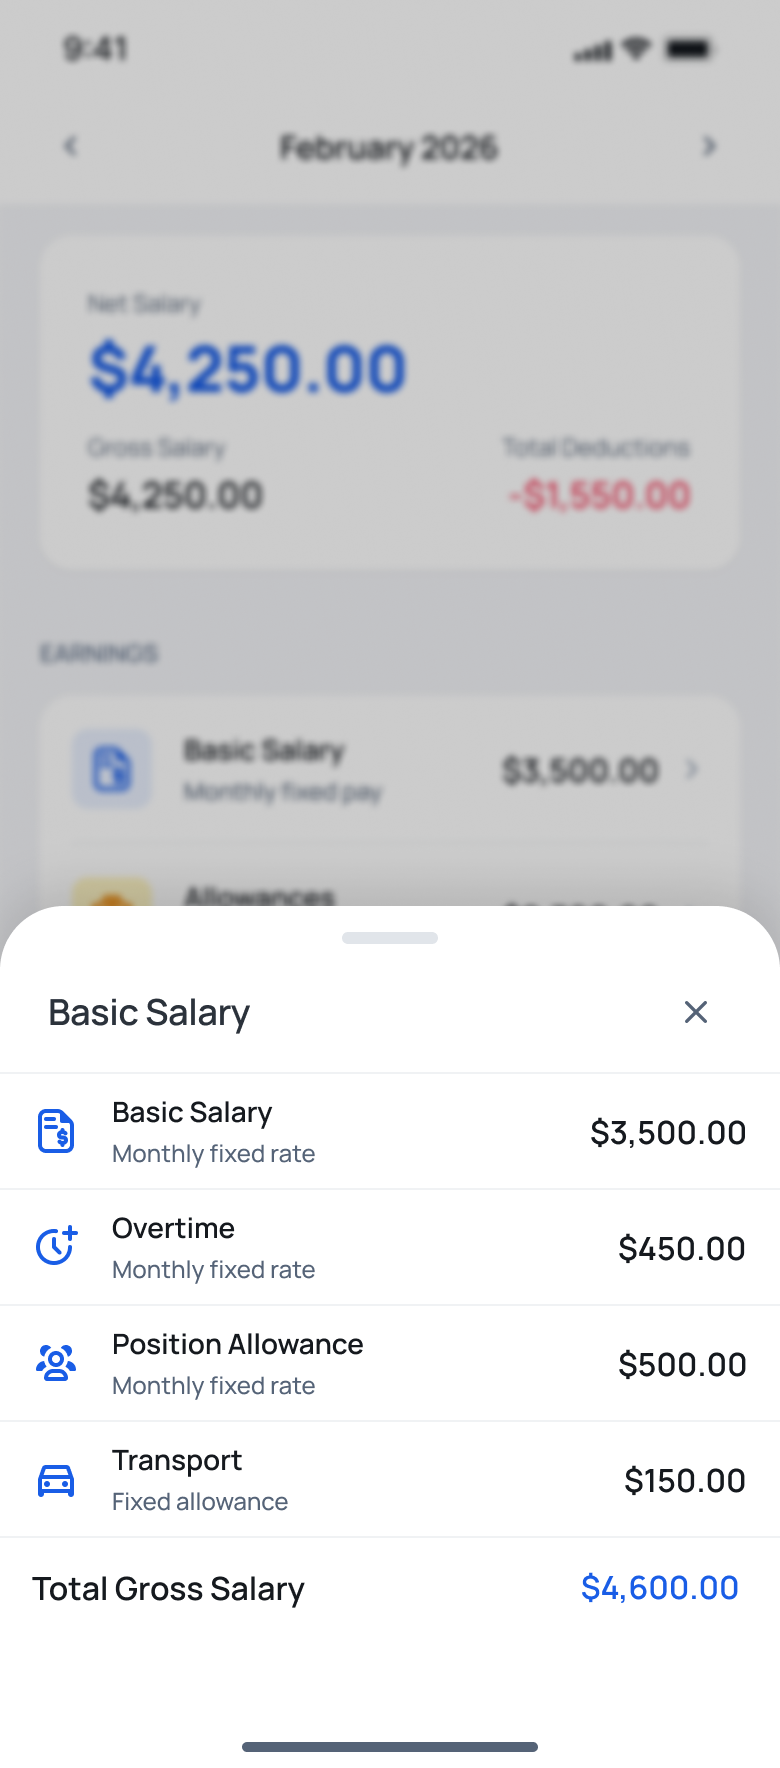 9:41
February 2026
Net Salary
$4,250.00
Gross Salary
Total Deductions
$4,250.00
-$1,550.00
EARNINGS
Basic Salary
Monthly fixed pay
$3,500.00
Allowances
Basic Salary
Basic Salary
Monthly fixed rate
$3,500.00
Overtime
Monthly fixed rate
$450.00
Position Allowance
Monthly fixed rate
$500.00
Transport
Fixed allowance
$150.00
Total Gross Salary
$4,600.00